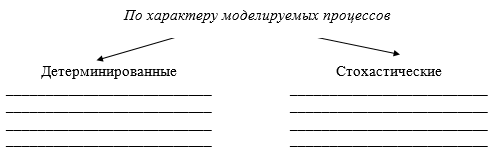 По характеру моделируемых процессов
Детерминированные Стохастические